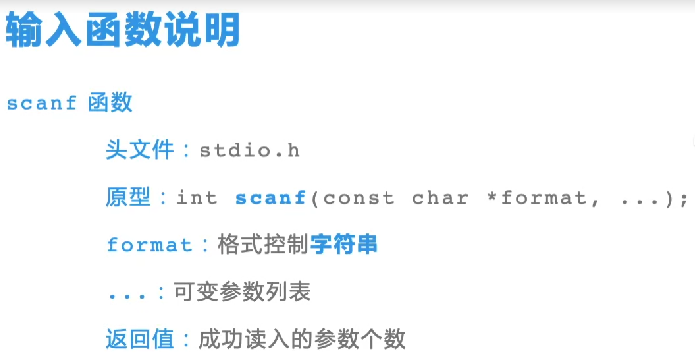 输入函数说明
scanf 函数
头文件：stdio.h
原型：int scanf(const char *format, ...);
format：格式控制字符串
...：可变参数列表
返回值：成功读入的参数个数